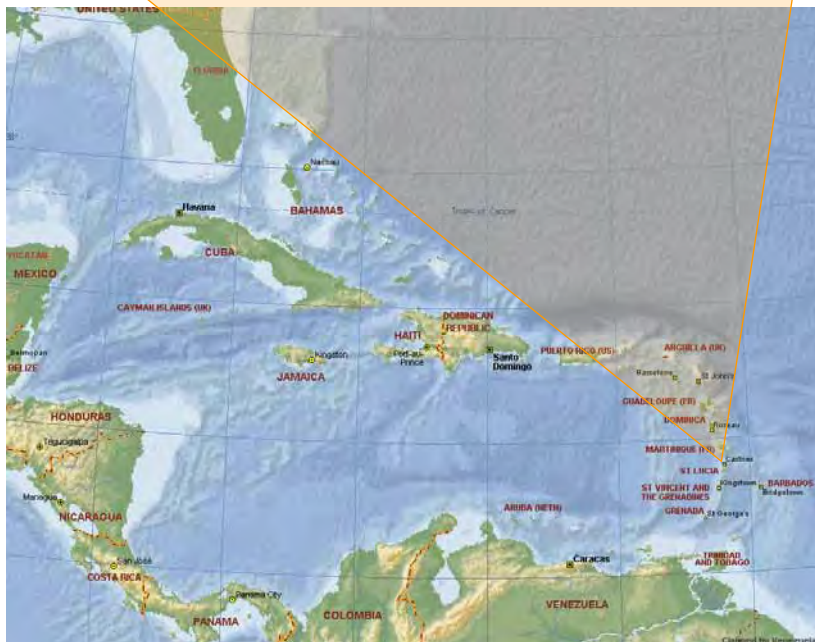 UNITED STATES
FLORIDA
Nassau
BAHAMAS
Havana
CUBA
Tropic of Cancer
YUCATAN
MEXICO
CAYMAN ISLANDS (UK)
DOMINICAN
REPUBLIC
HAITI
Port-au-
Prince
Santo
Domingo
PUERTO RICO (US)
ANGUILLA (UK)
Basseterre
St John's
Kingston
JAMAICA
Belmopan
BELIZE
GUADELOUPE (FR)
DOMINICA
Roseau
MARTINIQUE (FR)
Castries
ST LUCIA
HONDURAS
Tegucigalpa
ST VINCENT AND
THE GRENADINES
Kingstown
BARBADOS
Bridgetown
Managua
NICARAGUA
ARUBA (NETH)
GRENADA
St George's
San José
COSTA RICA
Caracas
TRINIDAD
AND TOBAGO
Panama City
PANAMA
COLOMBIA
VENEZUELA